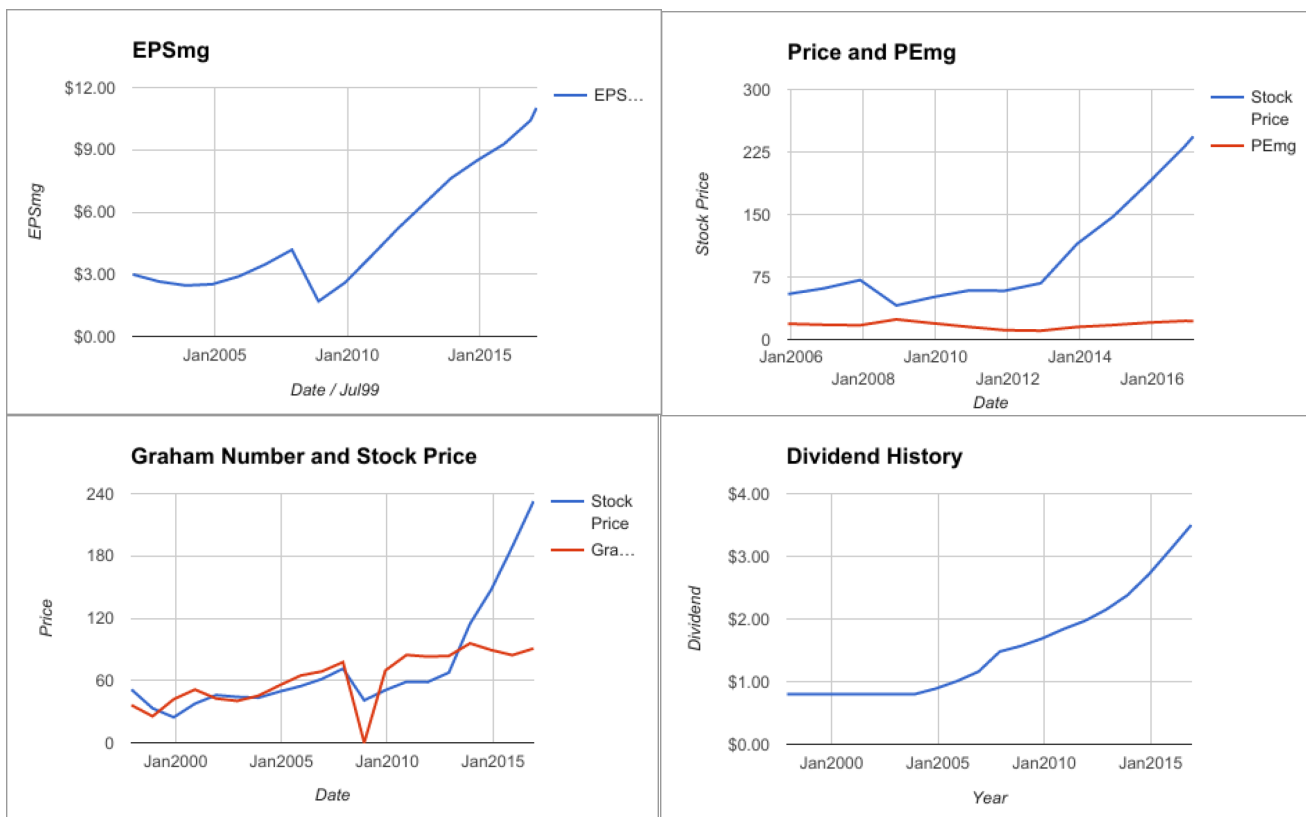 EPSmg
$12.00
$9.00
$6.00
$3.00
$0.00
EPSmg
Jan2005
Jan2010
Jan2015
Date / Jul99
EPS…
Price and PEmg
300
225
150
75
0
Stock Price
Jan2006
Jan2008
Jan2010
Jan2012
Jan2014
Jan2016
Date
Stock
Price
PEmg
Graham Number and Stock Price
240
180
120
60
0
Price
Jan2000
Jan2005
Jan2010
Jan2015
Date
Stock
Price
Gra…
Dividend History
$4.00
$3.00
$2.00
$1.00
$0.00
Dividend
Jan2000
Jan2005
Jan2010
Jan2015
Year